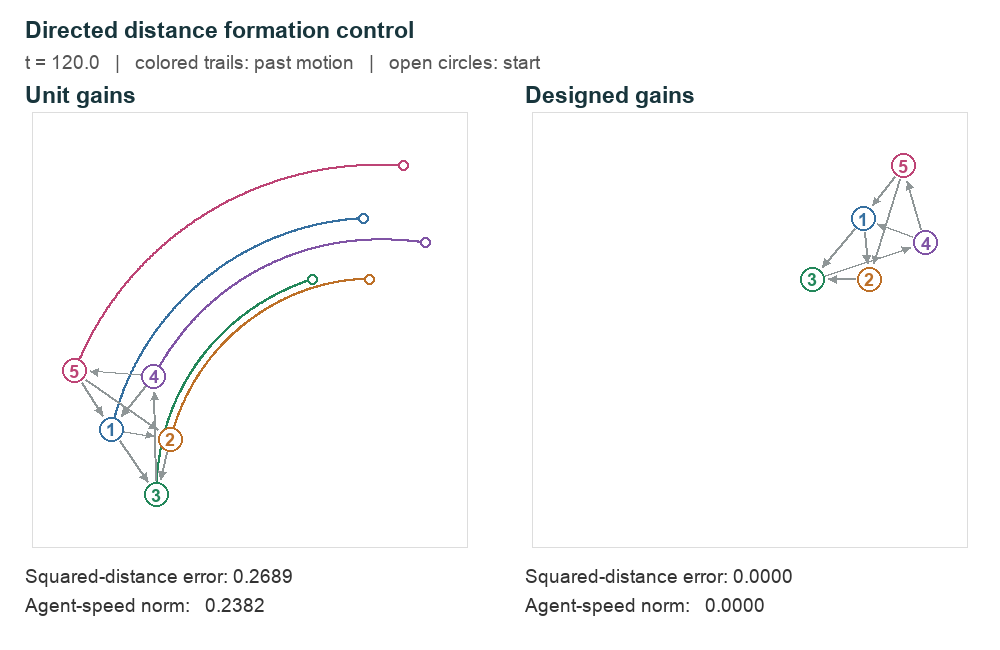 Directed distance formation control
t = 120.0 | colored trails: past motion | open circles: start
Unit gains
Designed gains
5
4
1
2
3
5
1
4
3
2
Squared-distance error: 0.2689
Agent-speed norm: 0.2382
Squared-distance error: 0.0000
Agent-speed norm: 0.0000